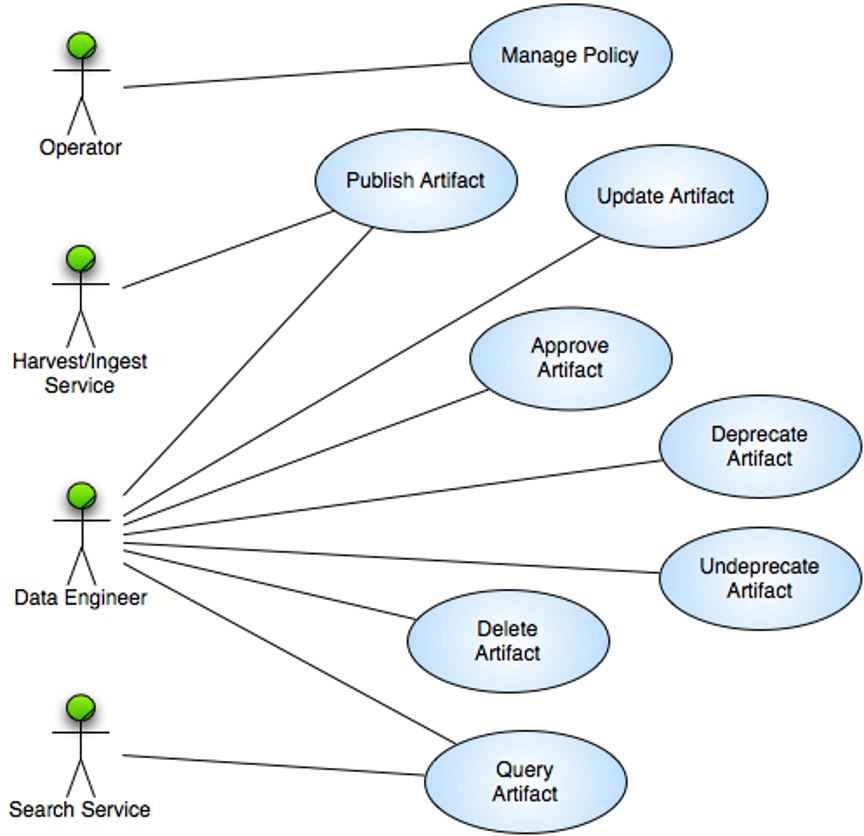 Manage Policy
Operator
Publish Artifact
Update Artifact
Harvest/Ingest
Service
Approve
Artifact
Deprecate
Artifact
Data Engineer
Undeprecate
Artifact
Delete
Artifact
Search Service
Query
Artifact